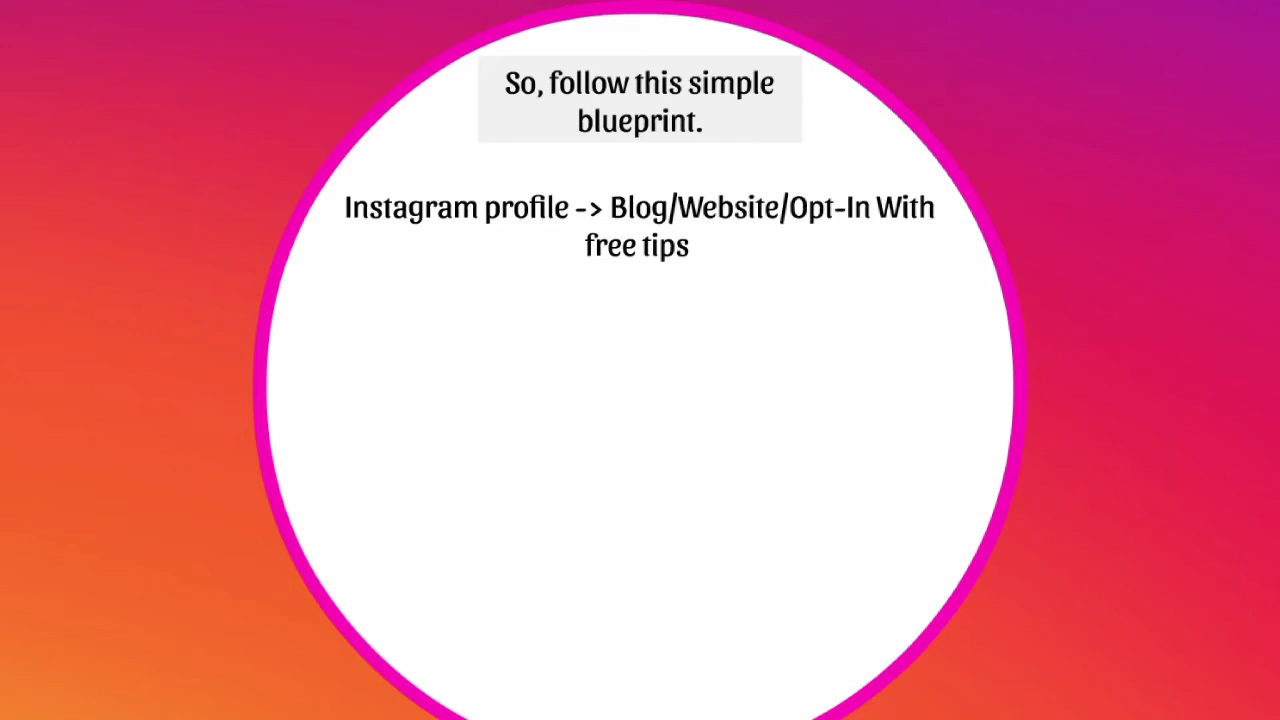 So, follow this simple
blueprint.
Instagram profile -> Blog/Website/Opt-In With
free tips